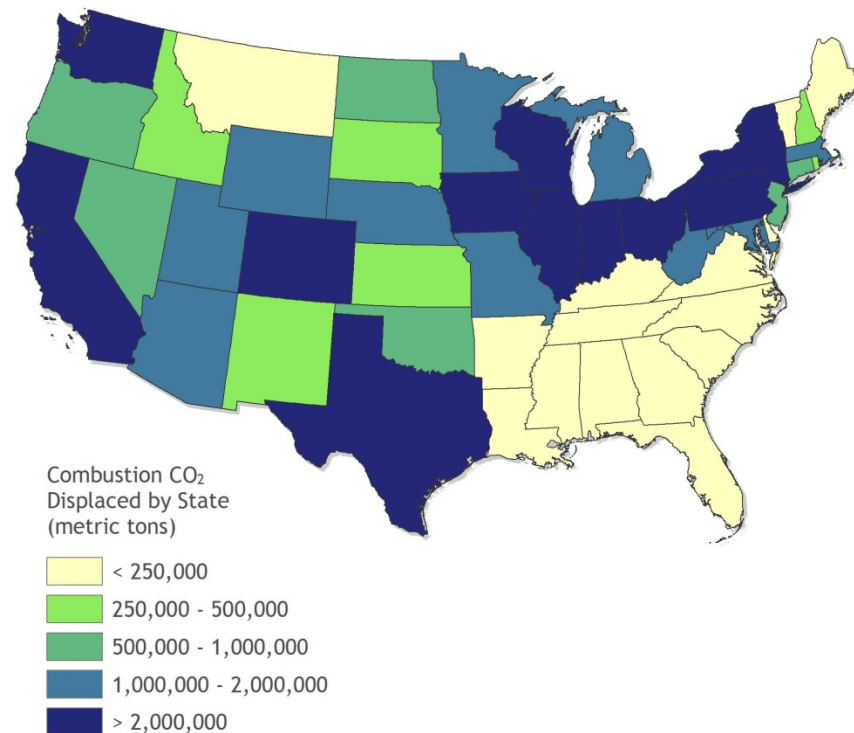 Combustion CO₂
Displaced by State
(metric tons)
< 250,000
250,000 - 500,000
500,000 - 1,000,000
1,000,000 - 2,000,000
> 2,000,000